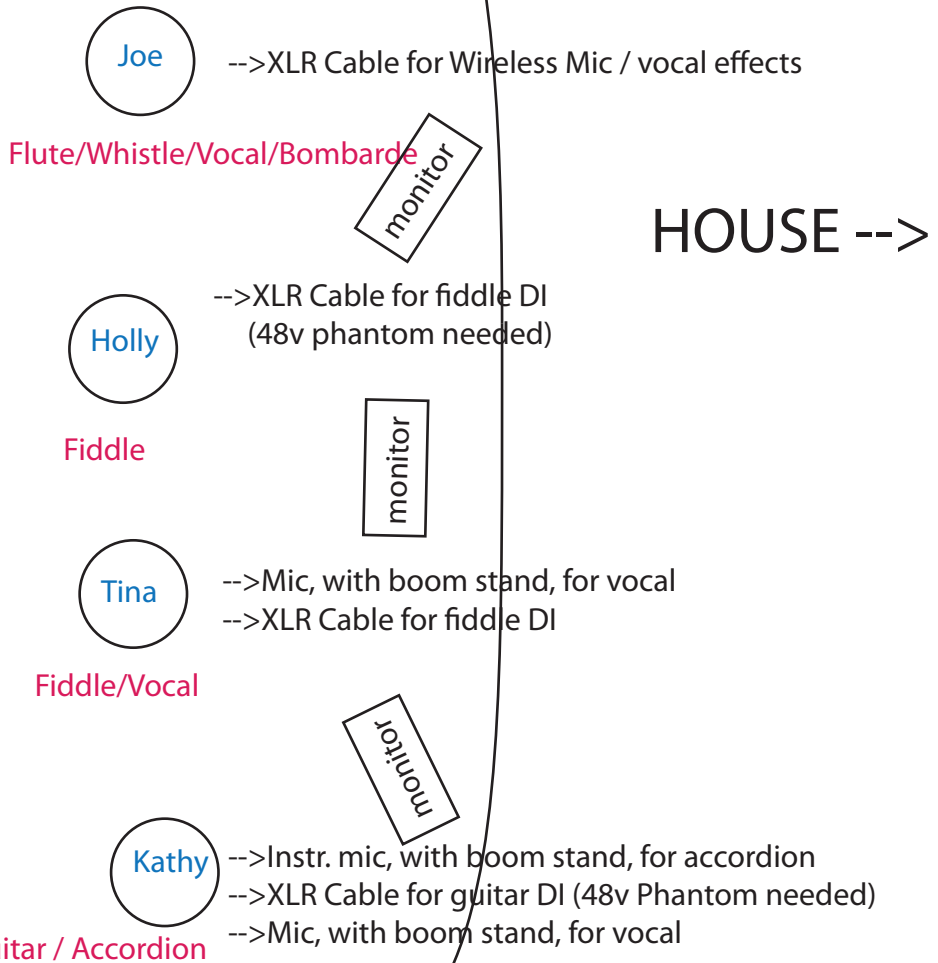 Joe
-->XLR Cable for Wireless Mic / vocal effects
Flute/Whistle/Vocal/Bombarde
monitor
HOUSE -->
-->XLR Cable for fiddle DI
(48v phantom needed)
Holly
Fiddle
monitor
Tina
-->Mic, with boom stand, for vocal
-->XLR Cable for fiddle DI
Fiddle/Vocal
monitor
Kathy
-->Instr. mic, with boom stand, for accordion
-->XLR Cable for guitar DI (48v Phantom needed)
-->Mic, with boom stand, for vocal
/ Accordion